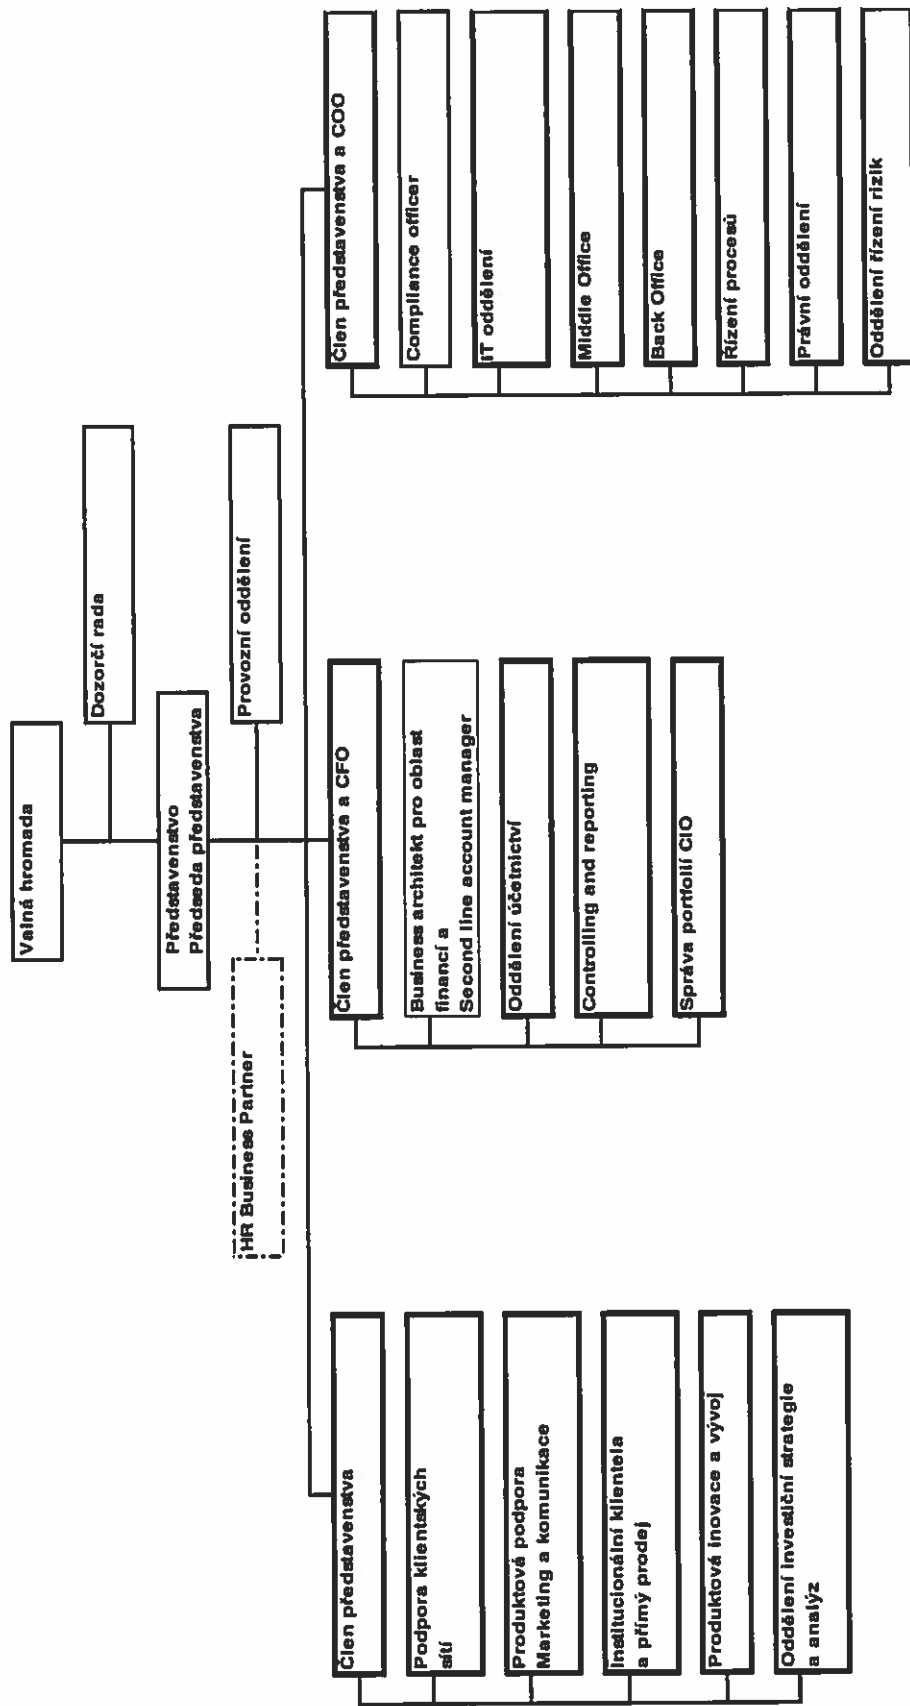 Valná hromada
Dozorčí rada
Představenstvo
Předseda představenstva
HR Business Partner
Provozní oddělení
Člen představenstva
Podpora klientských
sítí
Produktová podpora
Marketing a komunikace
Institucionální klientela
a přímý prodej
Produktová inovace a vývoj
Oddělení investiční strategie
a analýz
Člen představenstva a CFO
Business architekt pro oblast
financí a
Second line account manager
Oddělení účetnictví
Controlling and reporting
Správa portfolií CIO
Člen představenstva a COO
Compliance officer
IT oddělení
Middle Office
Back Office
Řízení procesů
Právní oddělení
Oddělení řízení rizik